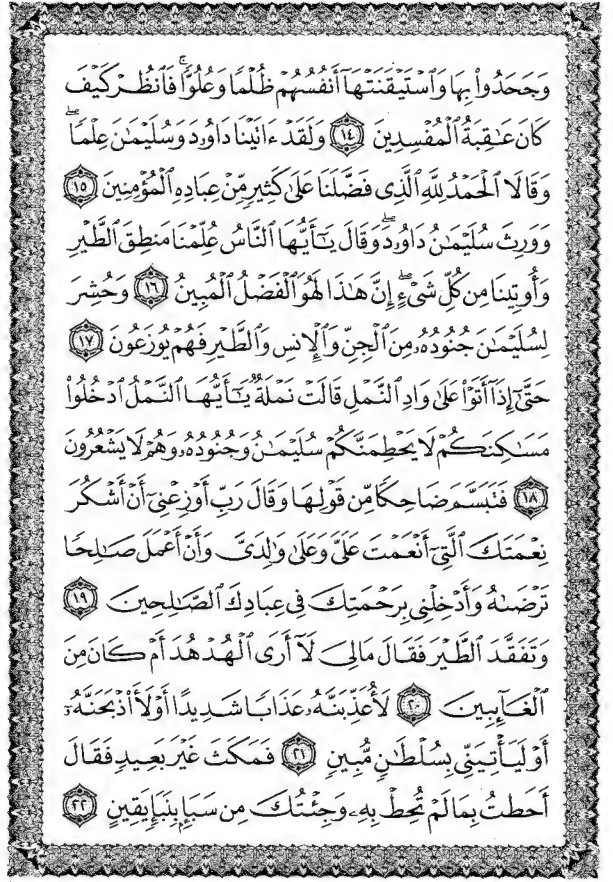 وَجَحَدُوا۟ بِهَا وَٱسْتَيْقَنَتْهَآ أَنفُسُهُمْ ظُلْمًا وَعُلُوًّا ۚ فَٱنظُرْ كَيْفَ
كَانَ عَـٰقِبَةُ ٱلْمُفْسِدِينَ ١٤ وَلَقَدْ ءَاتَيْنَا دَاوُۥدَ وَسُلَيْمَـٰنَ عِلْمًا ۖ
وَقَالَا ٱلْحَمْدُ لِلَّهِ ٱلَّذِى فَضَّلَنَا عَلَىٰ كَثِيرٍ مِّنْ عِبَادِهِ ٱلْمُؤْمِنِينَ ١٥
وَوَرِثَ سُلَيْمَـٰنُ دَاوُۥدَ ۖ وَقَالَ يَـٰٓأَيُّهَا ٱلنَّاسُ عُلِّمْنَا مَنطِقَ ٱلطَّيْرِ
وَأُوتِينَا مِن كُلِّ شَىْءٍ ۖ إِنَّ هَـٰذَا لَهُوَ ٱلْفَضْلُ ٱلْمُبِينُ ١٦ وَحُشِرَ
لِسُلَيْمَـٰنَ جُنُودُهُۥ مِنَ ٱلْجِنِّ وَٱلْإِنسِ وَٱلطَّيْرِ فَهُمْ يُوزَعُونَ ١٧
حَتَّىٰٓ إِذَآ أَتَوْا۟ عَلَىٰ وَادِ ٱلنَّمْلِ قَالَتْ نَمْلَةٌ يَـٰٓأَيُّهَا ٱلنَّمْلُ ٱدْخُلُوا۟
مَسَـٰكِنَكُمْ لَا يَحْطِمَنَّكُمْ سُلَيْمَـٰنُ وَجُنُودُهُۥ وَهُمْ لَا يَشْعُرُونَ
١٨ فَتَبَسَّمَ ضَاحِكًا مِّن قَوْلِهَا وَقَالَ رَبِّ أَوْزِعْنِىٓ أَنْ أَشْكُرَ
نِعْمَتَكَ ٱلَّتِىٓ أَنْعَمْتَ عَلَىَّ وَعَلَىٰ وَٰلِدَىَّ وَأَنْ أَعْمَلَ صَـٰلِحًا
تَرْضَىٰهُ وَأَدْخِلْنِى بِرَحْمَتِكَ فِى عِبَادِكَ ٱلصَّـٰلِحِينَ ١٩
وَتَفَقَّدَ ٱلطَّيْرَ فَقَالَ مَالِىَ لَآ أَرَى ٱلْهُدْهُدَ أَمْ كَانَ مِنَ
ٱلْغَآئِبِينَ ٢٠ لَأُعَذِّبَنَّهُۥ عَذَابًا شَدِيدًا أَوْ لَأَا۟ذْبَحَنَّهُۥٓ
أَوْ لَيَأْتِيَنِّى بِسُلْطَـٰنٍ مُّبِينٍ ٢١ فَمَكَثَ غَيْرَ بَعِيدٍ فَقَالَ
أَحَطتُ بِمَا لَمْ تُحِطْ بِهِۦ وَجِئْتُكَ مِن سَبَإٍۭ بِنَبَإٍ يَقِينٍ ٢٢